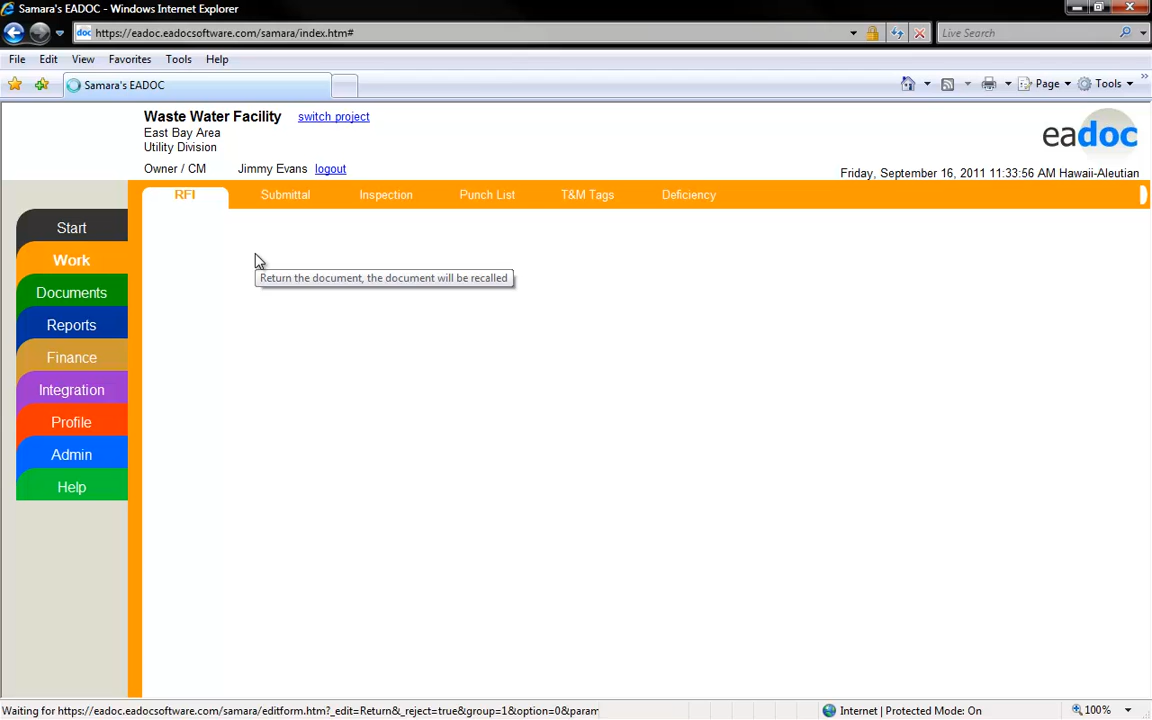 Samara's EADOC - Windows Internet Explorer
doc https://eadoc.eadocsoftware.com/samara/index.htm#
Live Search
File Edit View Favorites Tools Help
Samara's EADOC
Page Tools
Waste Water Facility switch project
East Bay Area
Utility Division
Owner / CM Jimmy Evans logout
eadoc
Friday, September 16, 2011 11:33:56 AM Hawaii-Aleutian
RFI Submittal Inspection Punch List T&M Tags Deficiency
Start
Work
Documents
Reports
Finance
Integration
Profile
Admin
Help
Return the document, the document will be recalled
Waiting for https://eadoc.eadocsoftware.com/samara/editform.htm?_edit=Return&_reject=true&group=1&option=0&param
Internet | Protected Mode: On
100%